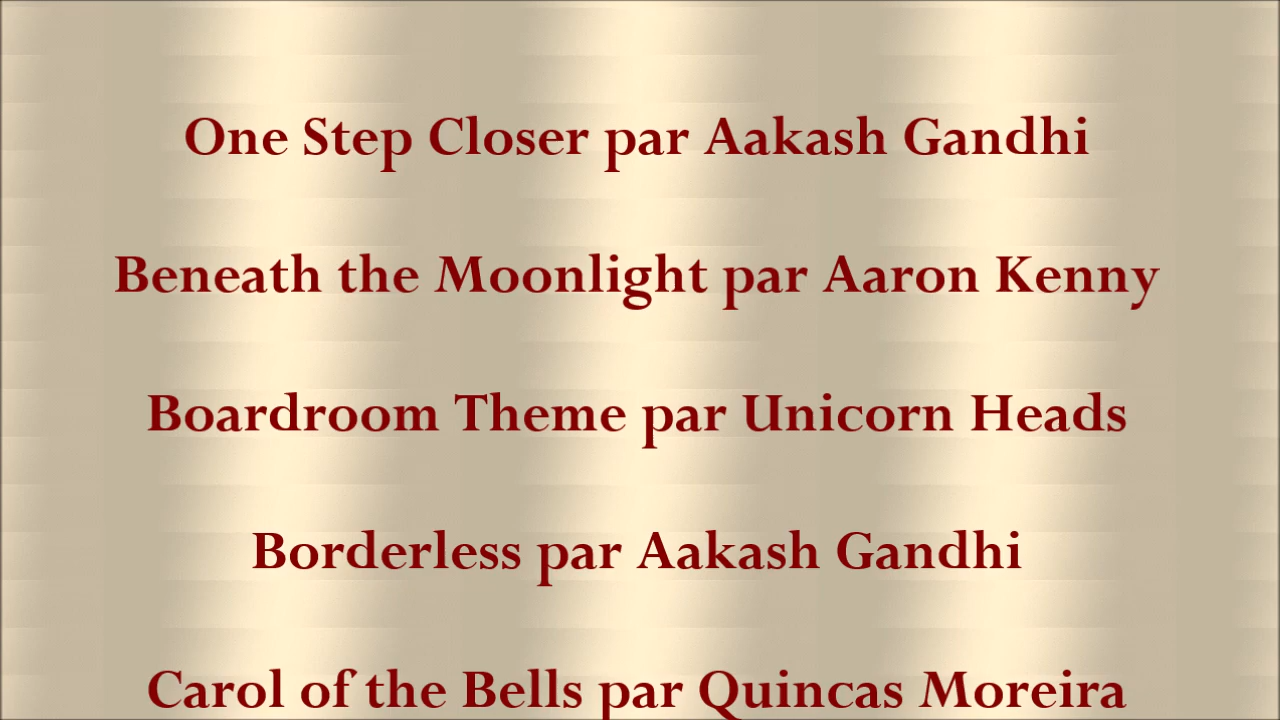 One Step Closer par Aakash Gandhi
Beneath the Moonlight par Aaron Kenny
Boardroom Theme par Unicorn Heads
Borderless par Aakash Gandhi
Carol of the Bells par Quincas Moreira